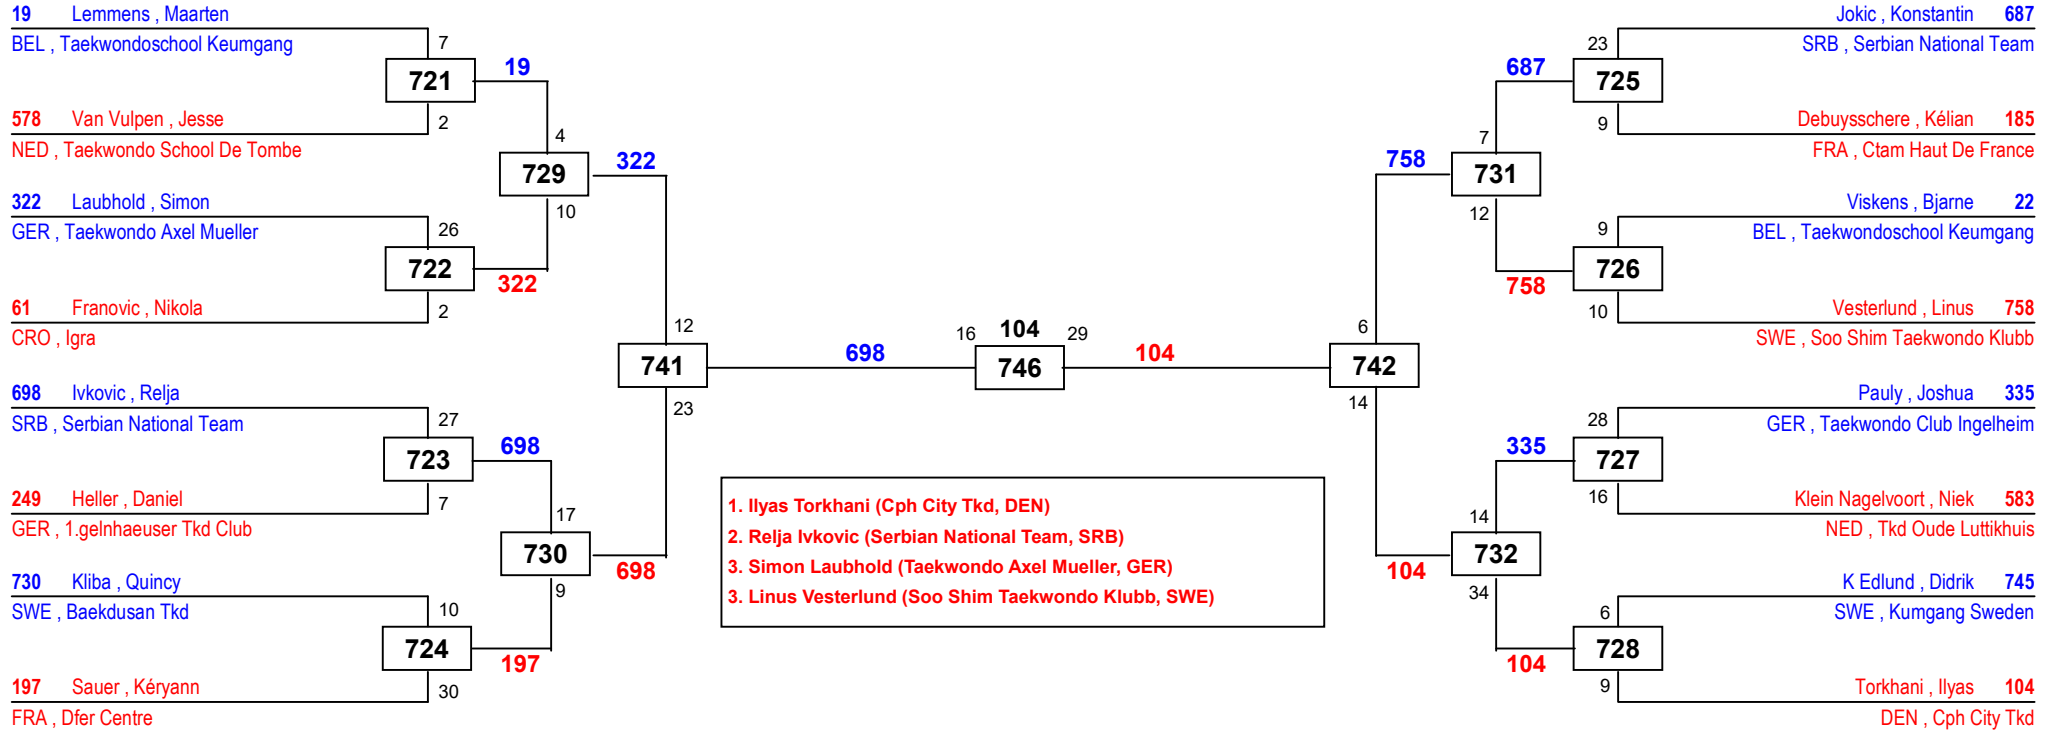 19 Lemmens , Maarten
BEL , Taekwondoschool Keumgang
7
721
19
2
578 Van Vulpen , Jesse
NED , Taekwondo School De Tombe
4
729
322
10
322 Laubhold , Simon
GER , Taekwondo Axel Mueller
26
722
322
2
61 Franovic , Nikola
CRO , Igra
12
741
698
23
698 Ivkovic , Relja
SRB , Serbian National Team
27
723
698
7
249 Heller , Daniel
GER , 1.gelnhaeuser Tkd Club
17
730
698
9
730 Kliba , Quincy
SWE , Baekdusan Tkd
10
724
197
30
197 Sauer , Kéryann
FRA , Dfer Centre
16 104 29
746
104
1. Ilyas Torkhani (Cph City Tkd, DEN)
2. Relja Ivkovic (Serbian National Team, SRB)
3. Simon Laubhold (Taekwondo Axel Mueller, GER)
3. Linus Vesterlund (Soo Shim Taekwondo Klubb, SWE)
Jokic , Konstantin 687
SRB , Serbian National Team
23
687
725
9
Debuysschere , Kélian 185
FRA , Ctam Haut De France
7
758
731
12
Viskens , Bjarne 22
BEL , Taekwondoschool Keumgang
9
726
758
10
Vesterlund , Linus 758
SWE , Soo Shim Taekwondo Klubb
6
742
14
Pauly , Joshua 335
GER , Taekwondo Club Ingelheim
28
335
727
16
Klein Nagelvoort , Niek 583
NED , Tkd Oude Luttikhuis
14
732
104
34
K Edlund , Didrik 745
SWE , Kumgang Sweden
6
728
104
9
Torkhani , Ilyas 104
DEN , Cph City Tkd